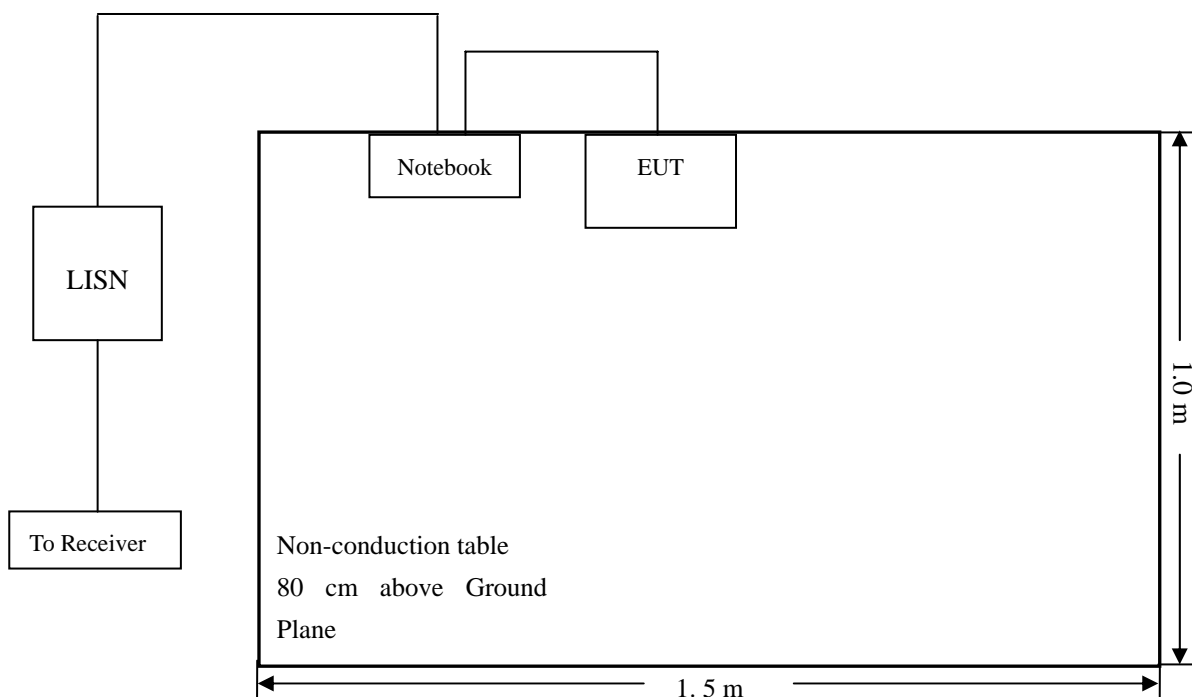 Notebook
EUT
LISN
1.0 m
To Receiver
Non-conduction table
80 cm above Ground
Plane
1. 5 m